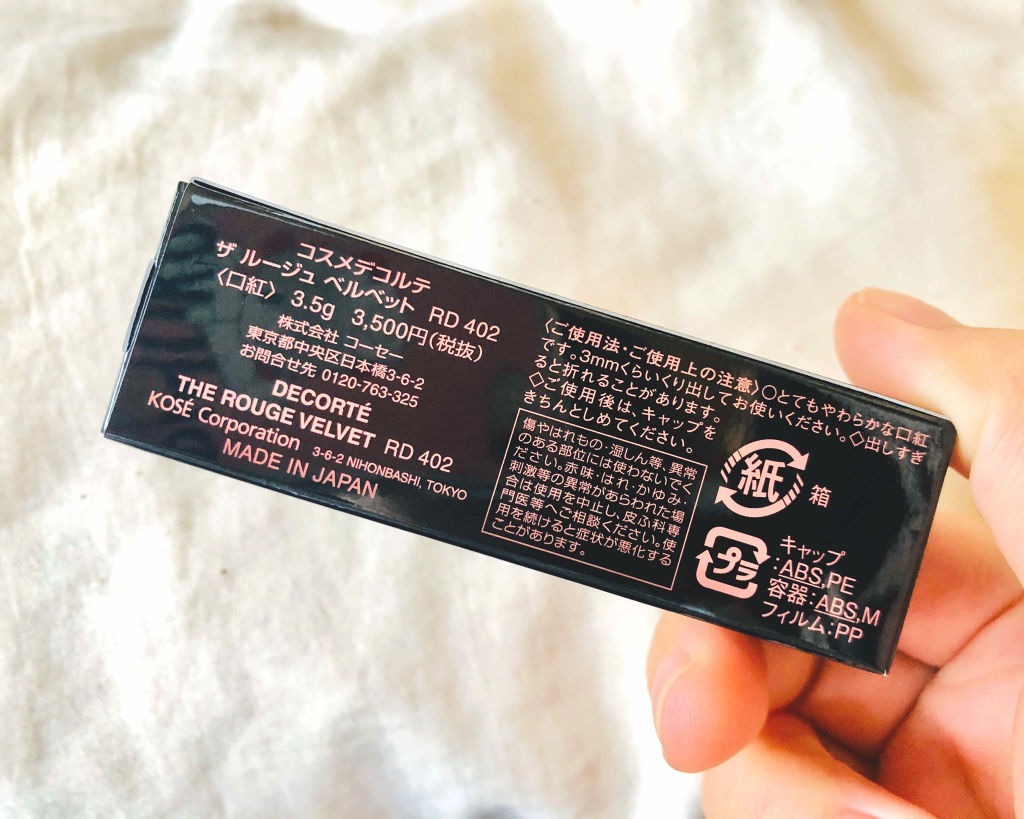 コスメデコルテ
ザ ルージュ ベルベット RD 402
〈口紅〉 3.5g 3,500円(税抜)
株式会社 コーセー
東京都中央区日本橋3-6-2
お問合せ先 0120-763-325
DECORTÉ
THE ROUGE VELVET RD 402
KOSÉ Corporation 3-6-2 NIHONBASHI, TOKYO
MADE IN JAPAN
〈ご使用法・ご使用上の注意〉○とてもやわらかな口紅
です。3mmくらいくり出してお使いください。◇出しすぎ
ると折れることがあります。
◇ご使用後は、キャップを
きちんとしめてください。
傷やはれもの・湿しん等、異常
のある部位には使わないでく
ださい。赤味・はれ・かゆみ・
刺激等の異常があらわれた場
合は使用を中止し、皮ふ科専
門医等へご相談ください。使
用を続けると症状が悪化する
ことがあります。
紙 箱
プラ
キャップ
:ABS,PE
容器:ABS,M
フィルム:PP